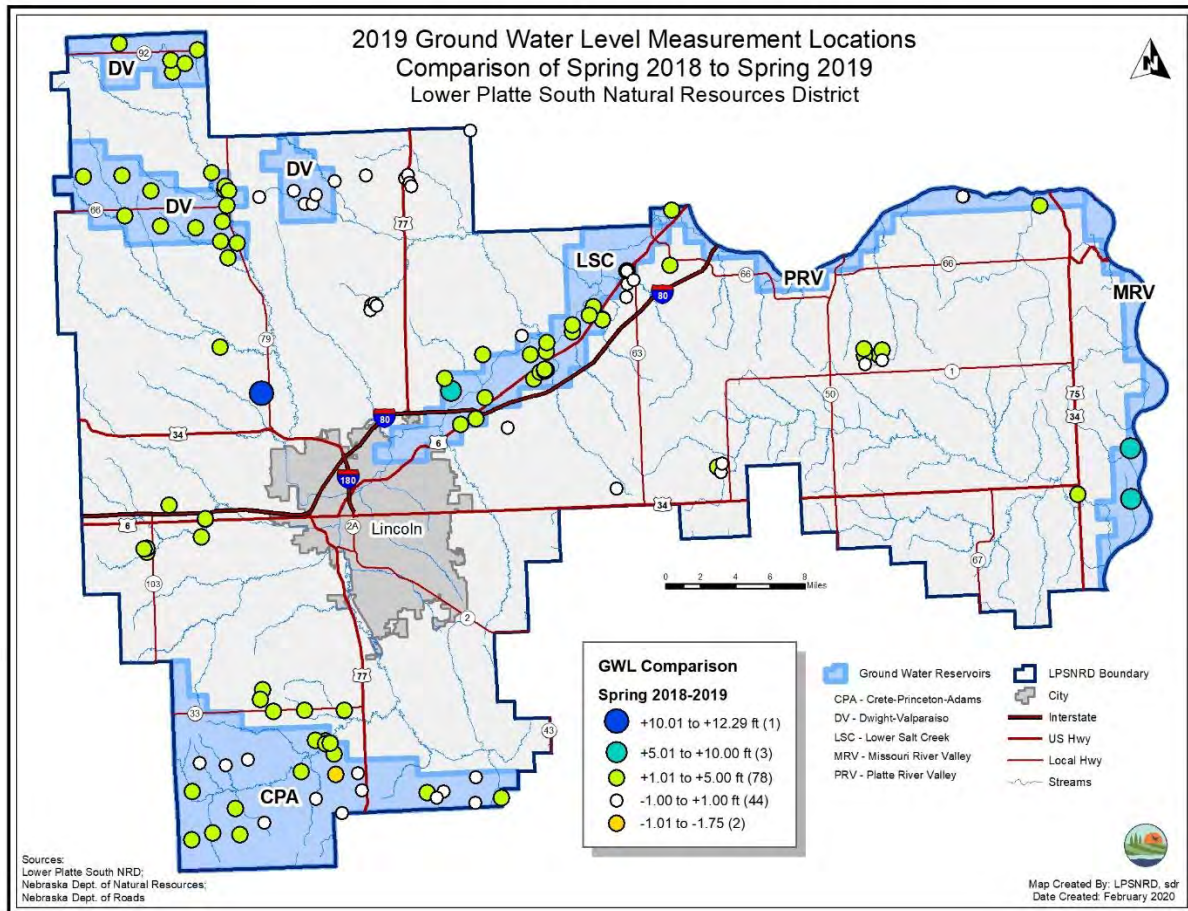 2019 Ground Water Level Measurement Locations
Comparison of Spring 2018 to Spring 2019
Lower Platte South Natural Resources District
N
92
DV
DV
DV
66
77
LSC
66
PRV
66
MRV
80
79
63
50
1
75
34
34
80
6
180
6
Lincoln
2A
34
103
67
2
0 2 4 6 8
Miles
77
33
43
CPA
GWL Comparison
Spring 2018-2019
+10.01 to +12.29 ft (1)
+5.01 to +10.00 ft (3)
+1.01 to +5.00 ft (78)
-1.00 to +1.00 ft (44)
-1.01 to -1.75 (2)
Ground Water Reservoirs
CPA - Crete-Princeton-Adams
DV - Dwight-Valparaiso
LSC - Lower Salt Creek
MRV - Missouri River Valley
PRV - Platte River Valley
LPSNRD Boundary
City
Interstate
US Hwy
Local Hwy
Streams
Sources:
Lower Platte South NRD;
Nebraska Dept. of Natural Resources;
Nebraska Dept. of Roads
Map Created By: LPSNRD, sdr
Date Created: February 2020